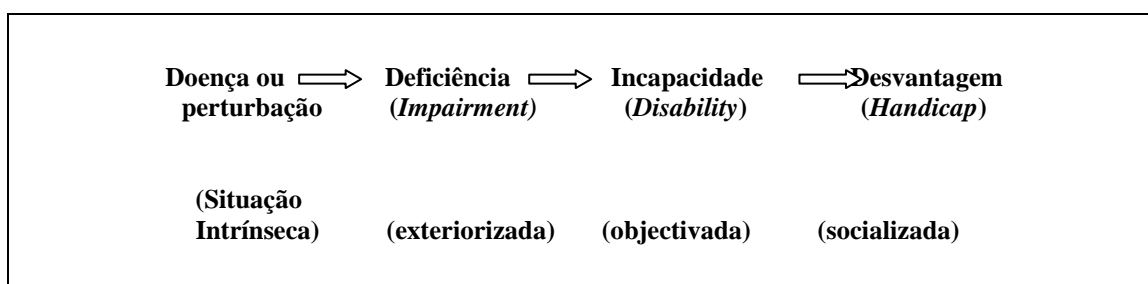 Doença ou Deficiência Incapacidade Desvantagem
perturbação (Impairment) (Disability) (Handicap)
(Situação
Intrínseca) (exteriorizada) (objectivada) (socializada)